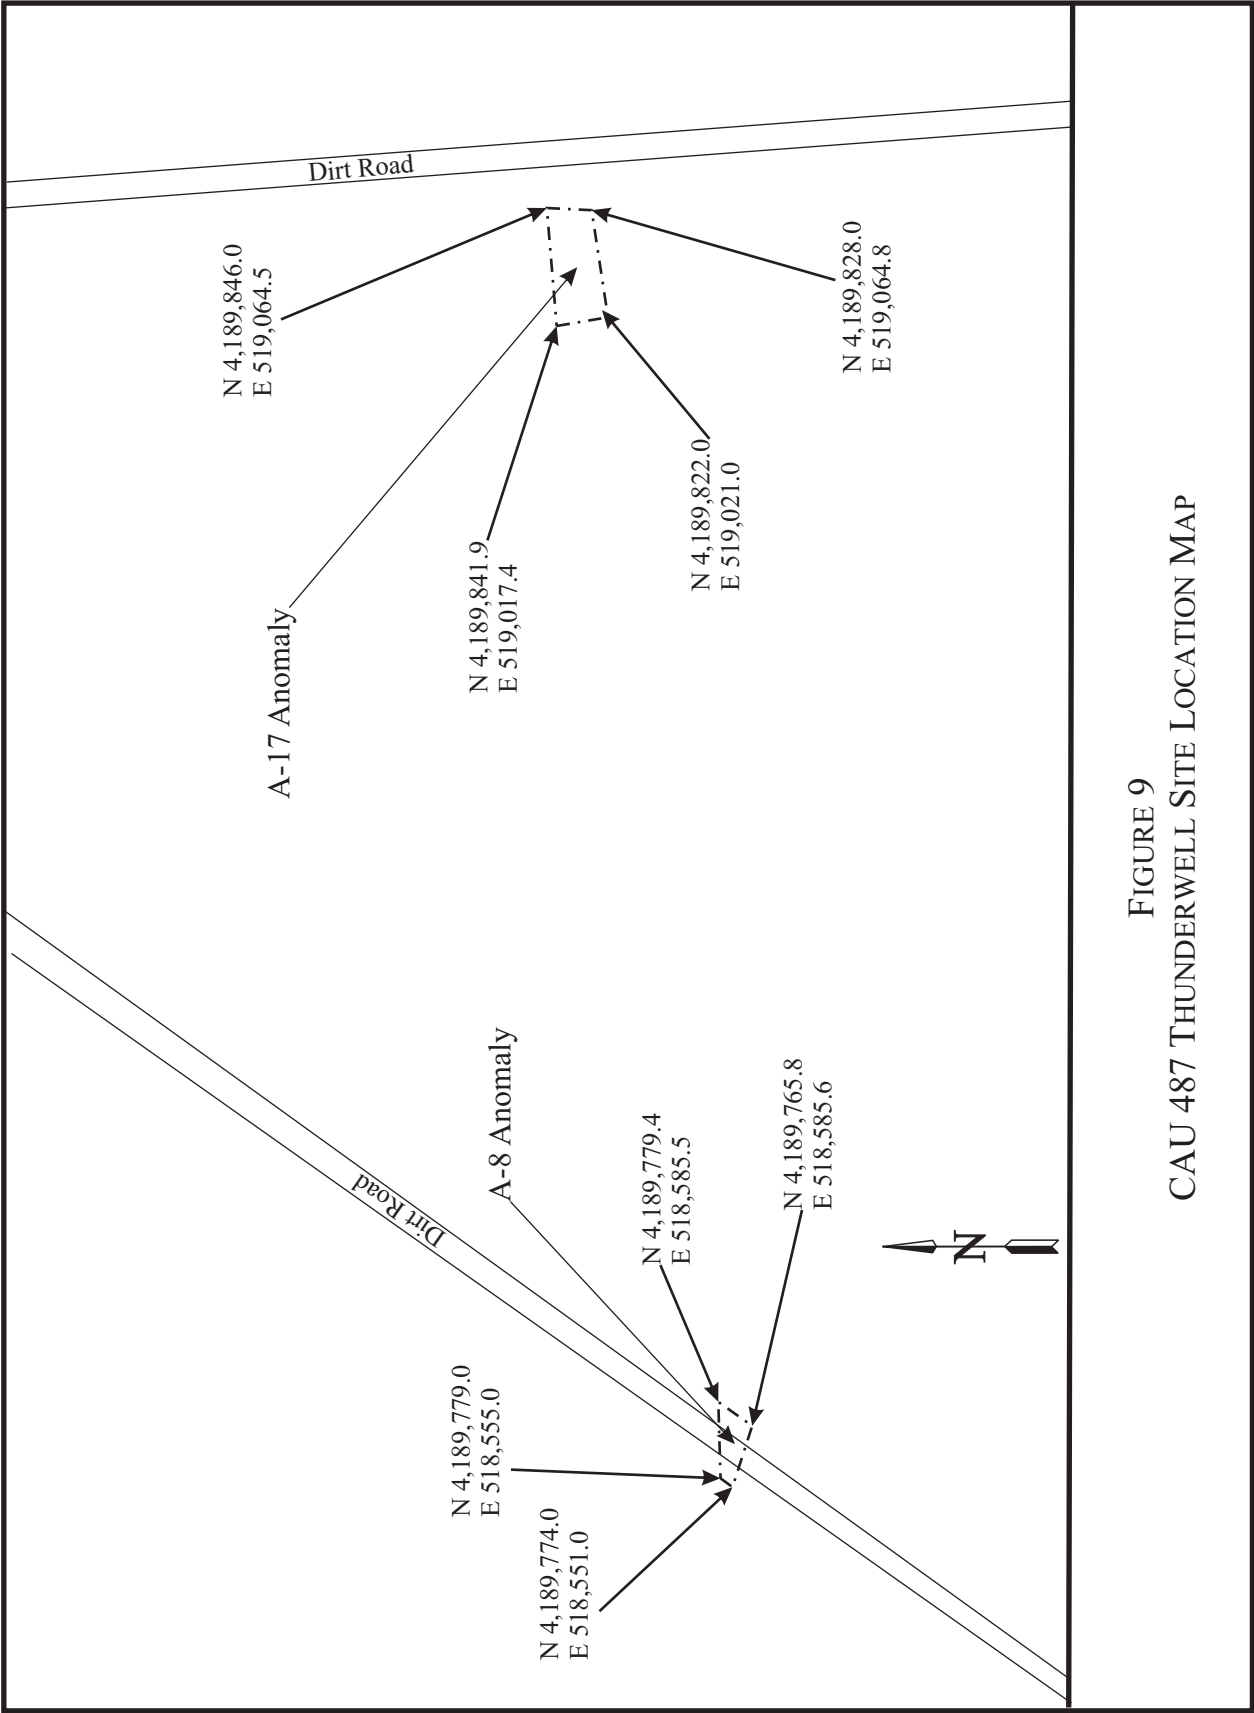 Dirt Road
N 4,189,846.0
E 519,064.5
N 4,189,828.0
E 519,064.8
A-17 Anomaly
N 4,189,841.9
E 519,017.4
N 4,189,822.0
E 519,021.0
Dirt Road
A-8 Anomaly
N 4,189,779.4
E 518,585.5
N 4,189,765.8
E 518,585.6
N 4,189,779.0
E 518,555.0
N 4,189,774.0
E 518,551.0
N
FIGURE 9
CAU 487 THUNDERWELL SITE LOCATION MAP